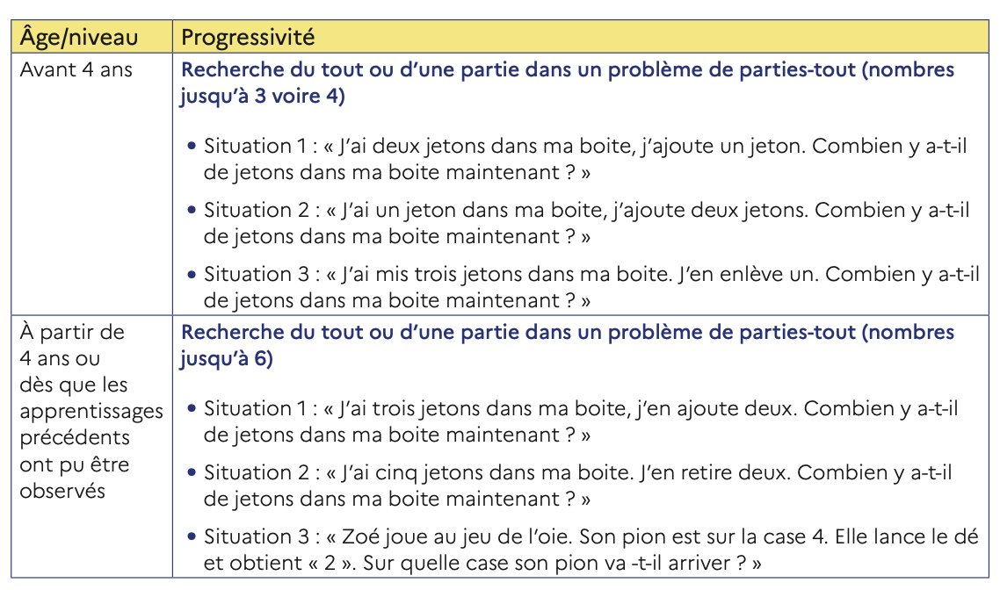 Âge/niveau
Progressivité
Avant 4 ans
Recherche du tout ou d’une partie dans un problème de parties-tout (nombres
jusqu’à 3 voire 4)
• Situation 1 : « J’ai deux jetons dans ma boite, j’ajoute un jeton. Combien y a-t-il
de jetons dans ma boite maintenant ? »
• Situation 2 : « J’ai un jeton dans ma boite, j’ajoute deux jetons. Combien y a-t-il
de jetons dans ma boite maintenant ? »
• Situation 3 : « J’ai mis trois jetons dans ma boite. J’en enlève un. Combien y a-t-il
de jetons dans ma boite maintenant ? »
À partir de
4 ans ou
dès que les
apprentissages
précédents
ont pu être
observés
Recherche du tout ou d’une partie dans un problème de parties-tout (nombres
jusqu’à 6)
• Situation 1 : « J’ai trois jetons dans ma boite, j’en ajoute deux. Combien y a-t-il
de jetons dans ma boite maintenant ? »
• Situation 2 : « J’ai cinq jetons dans ma boite. J’en retire deux. Combien y a-t-il
de jetons dans ma boite maintenant ? »
• Situation 3 : « Zoé joue au jeu de l’oie. Son pion est sur la case 4. Elle lance le dé
et obtient « 2 ». Sur quelle case son pion va -t-il arriver ? »